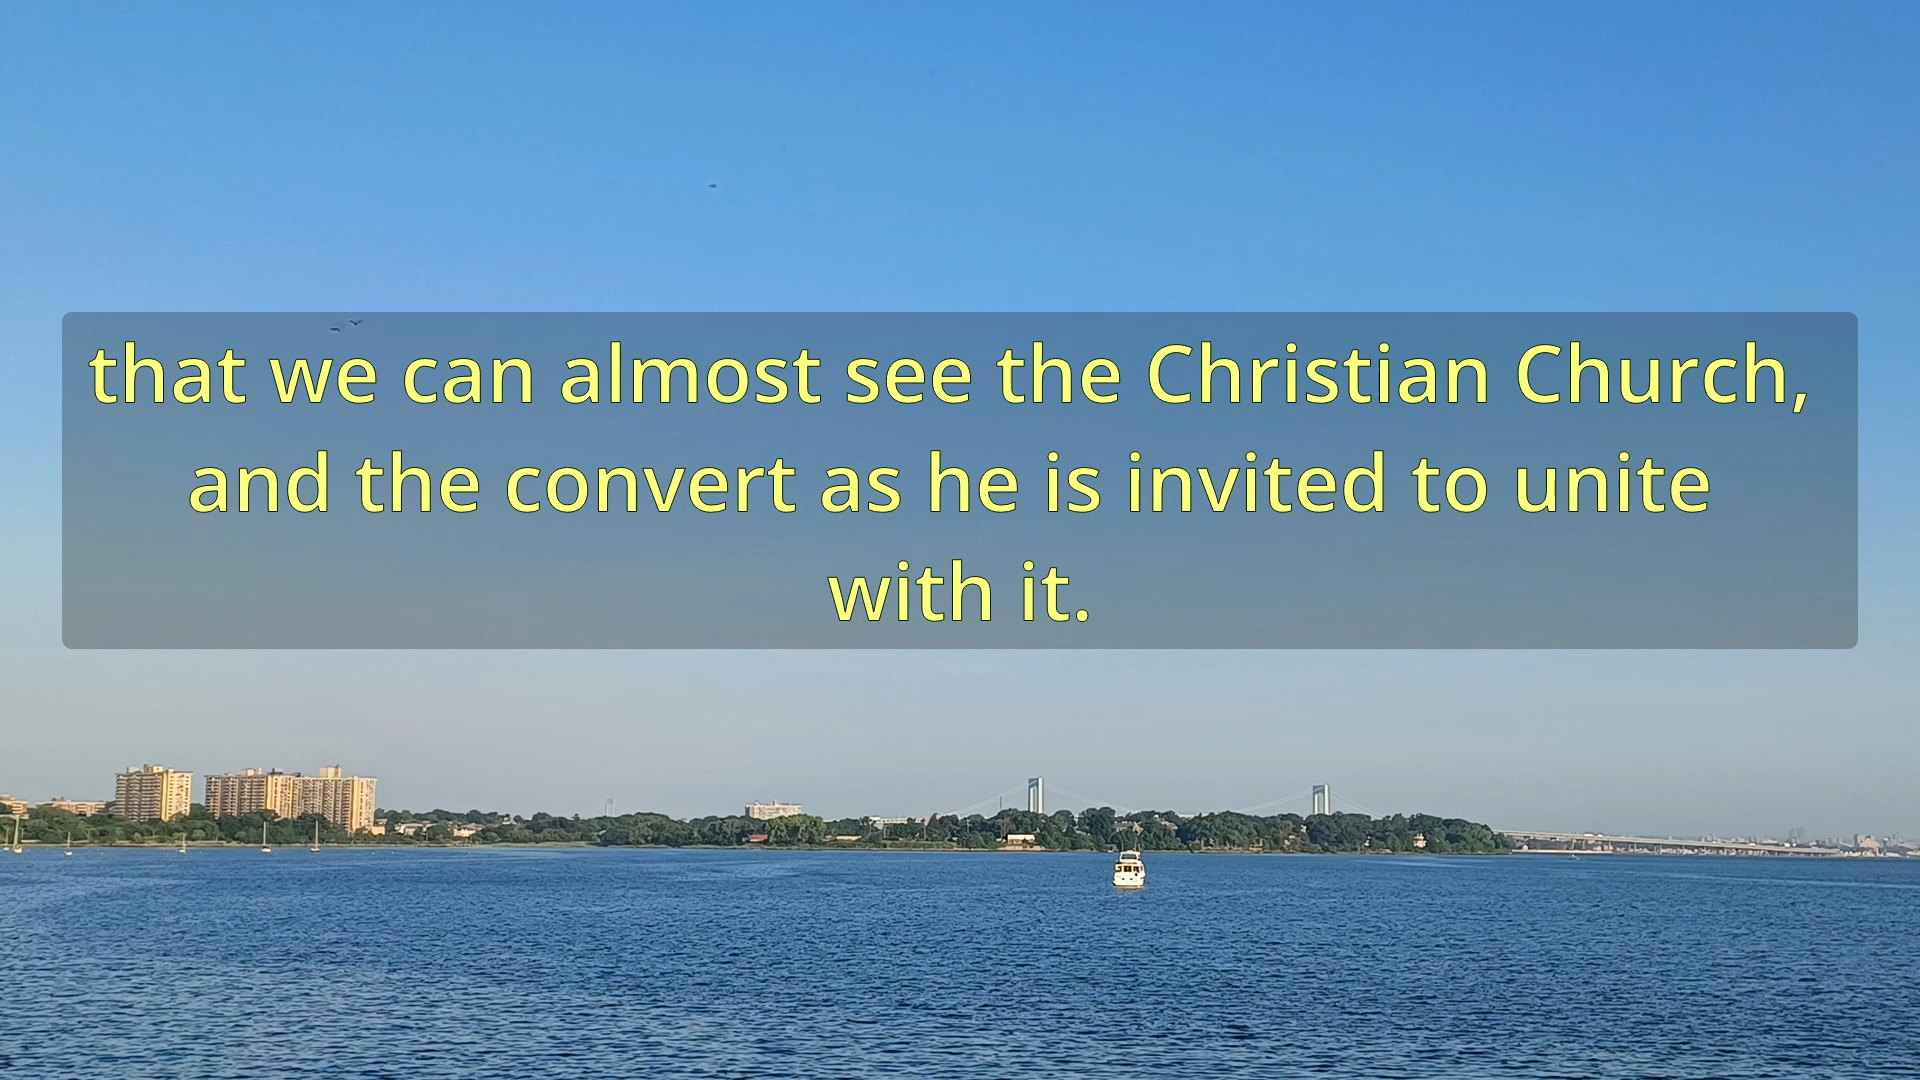 that we can almost see the Christian Church,
and the convert as he is invited to unite
with it.